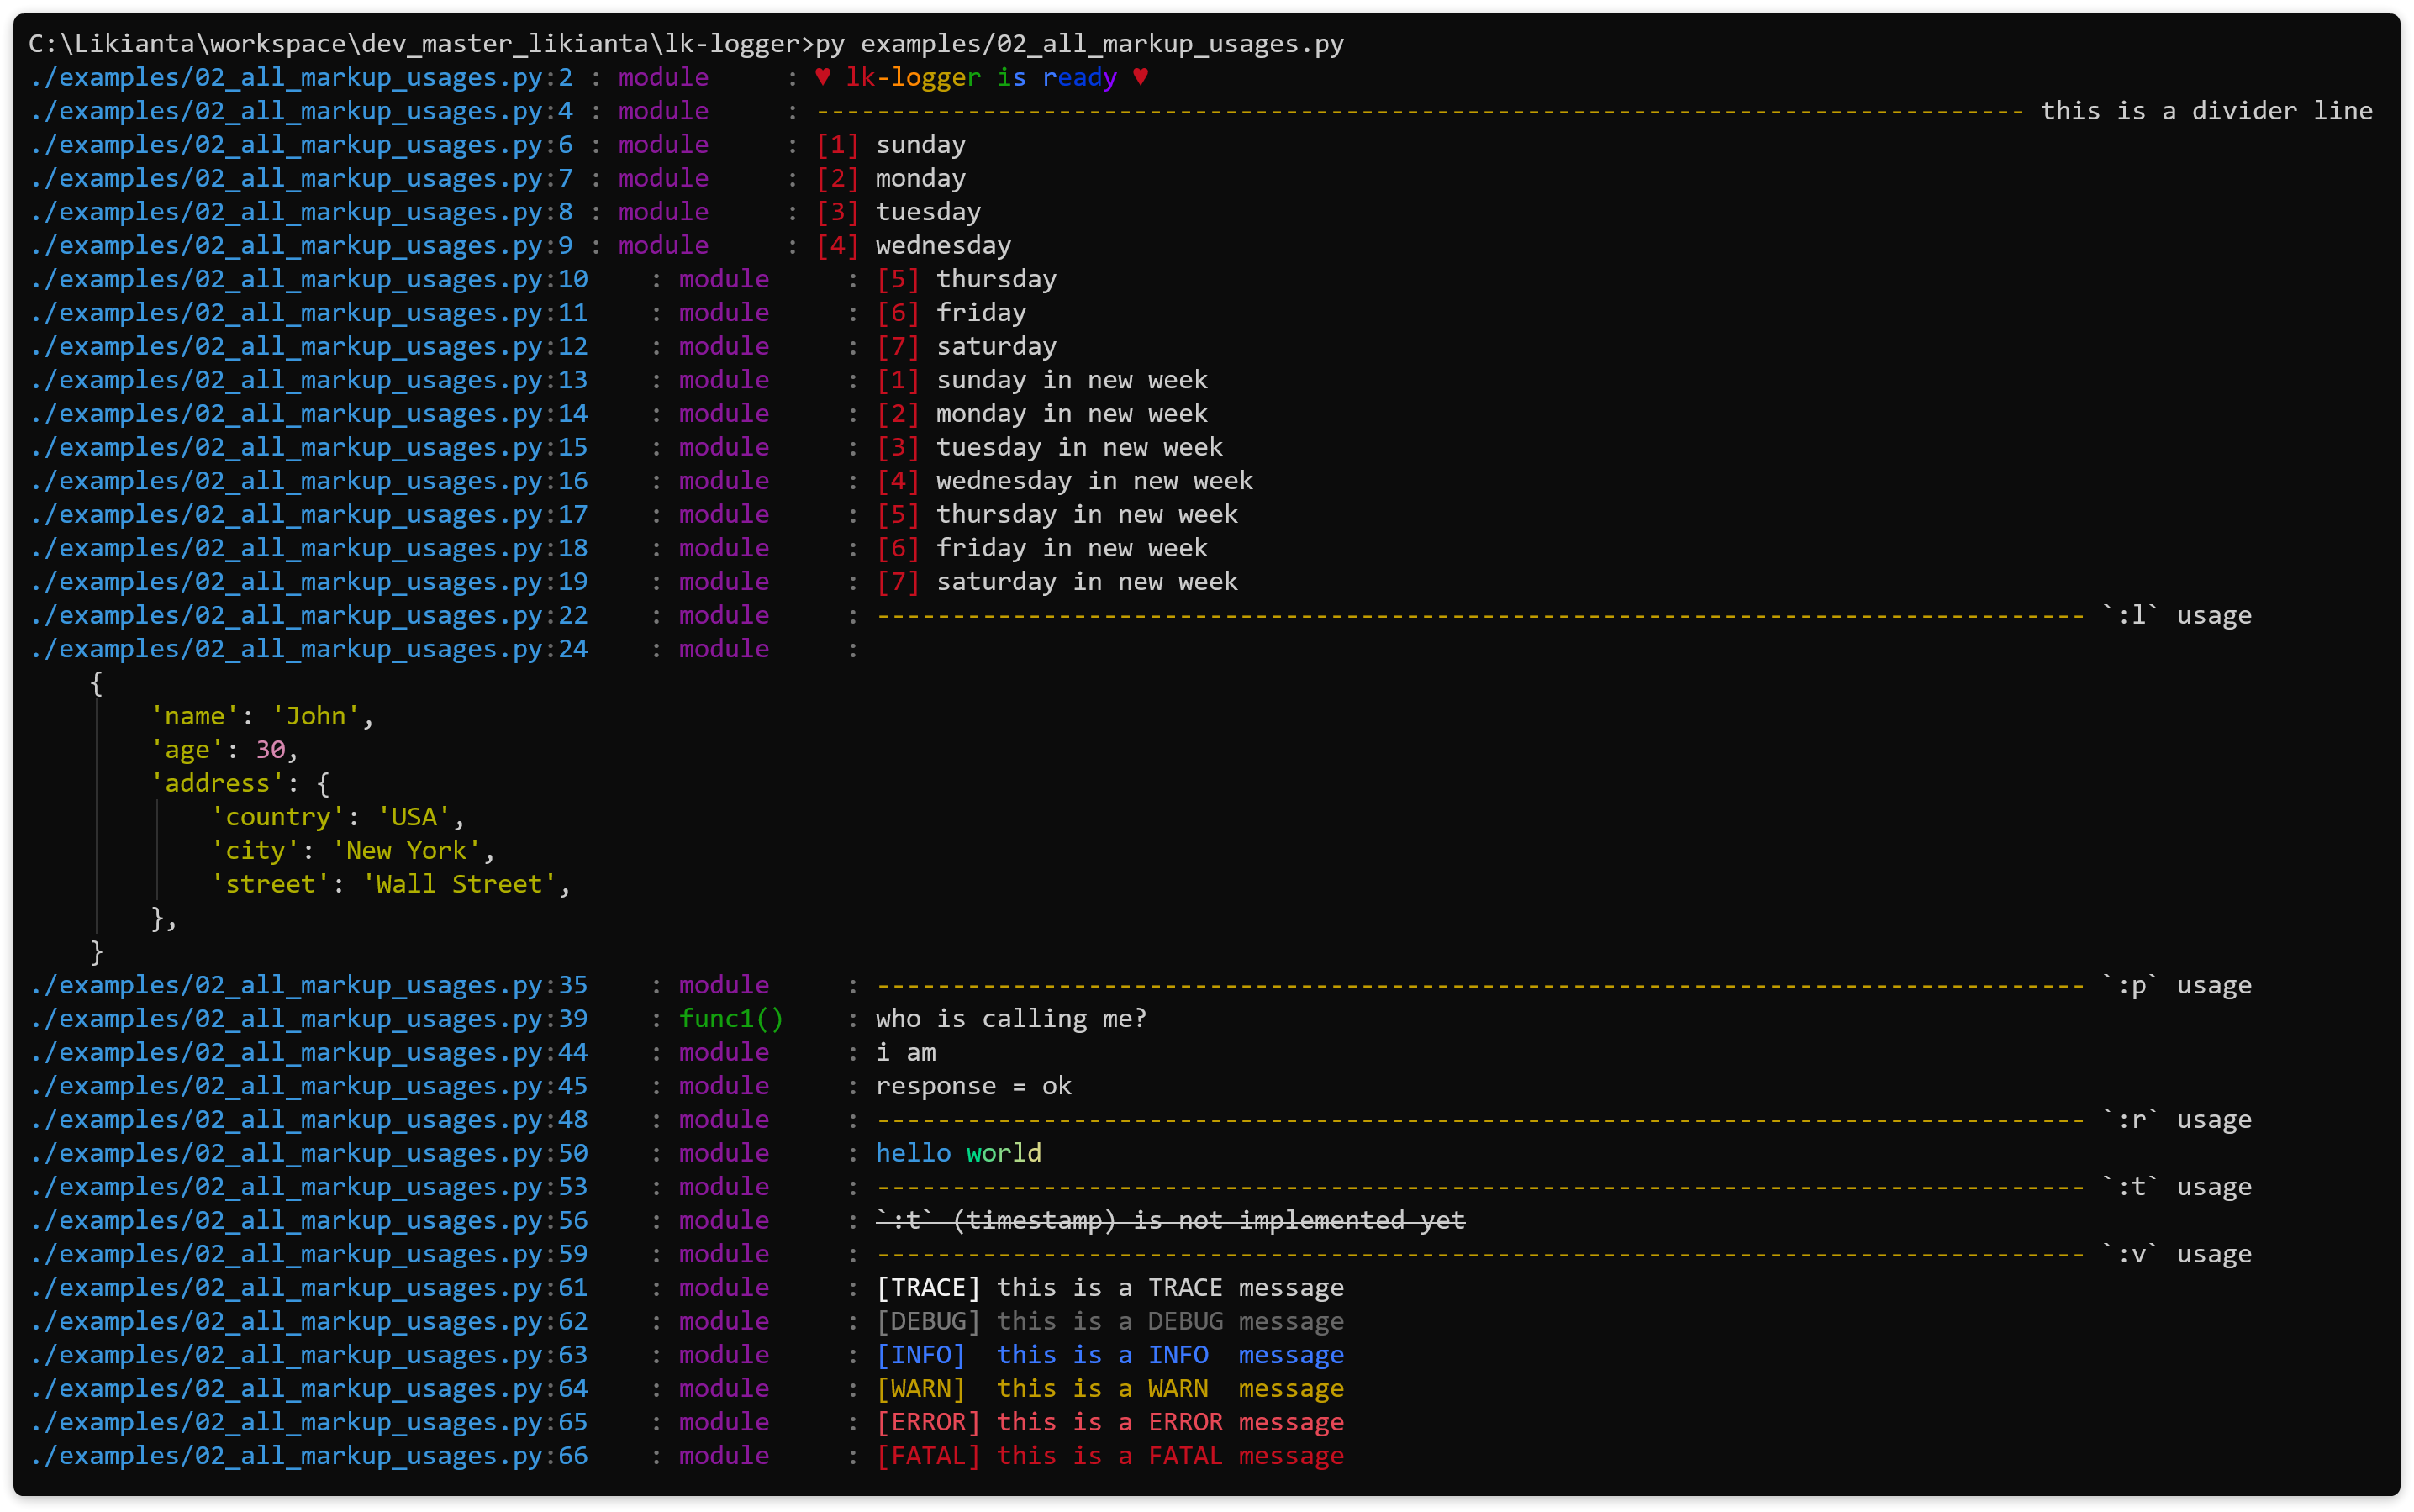 C:\Likianta\workspace\dev_master_likianta\lk-logger>py examples/02_all_markup_usages.py
./examples/02_all_markup_usages.py:2 : module     : ♥ lk-logger is ready ♥
./examples/02_all_markup_usages.py:4 : module     : -------------------------------------------------------------------------------- this is a divider line
./examples/02_all_markup_usages.py:6 : module     : [1] sunday
./examples/02_all_markup_usages.py:7 : module     : [2] monday
./examples/02_all_markup_usages.py:8 : module     : [3] tuesday
./examples/02_all_markup_usages.py:9 : module     : [4] wednesday
./examples/02_all_markup_usages.py:10    : module     : [5] thursday
./examples/02_all_markup_usages.py:11    : module     : [6] friday
./examples/02_all_markup_usages.py:12    : module     : [7] saturday
./examples/02_all_markup_usages.py:13    : module     : [1] sunday in new week
./examples/02_all_markup_usages.py:14    : module     : [2] monday in new week
./examples/02_all_markup_usages.py:15    : module     : [3] tuesday in new week
./examples/02_all_markup_usages.py:16    : module     : [4] wednesday in new week
./examples/02_all_markup_usages.py:17    : module     : [5] thursday in new week
./examples/02_all_markup_usages.py:18    : module     : [6] friday in new week
./examples/02_all_markup_usages.py:19    : module     : [7] saturday in new week
./examples/02_all_markup_usages.py:22    : module     : -------------------------------------------------------------------------------- `:l` usage
./examples/02_all_markup_usages.py:24    : module     :
    {
        'name': 'John',
        'age': 30,
        'address': {
            'country': 'USA',
            'city': 'New York',
            'street': 'Wall Street',
        },
    }
./examples/02_all_markup_usages.py:35    : module     : -------------------------------------------------------------------------------- `:p` usage
./examples/02_all_markup_usages.py:39    : func1()    : who is calling me?
./examples/02_all_markup_usages.py:44    : module     : i am
./examples/02_all_markup_usages.py:45    : module     : response = ok
./examples/02_all_markup_usages.py:48    : module     : -------------------------------------------------------------------------------- `:r` usage
./examples/02_all_markup_usages.py:50    : module     : hello world
./examples/02_all_markup_usages.py:53    : module     : -------------------------------------------------------------------------------- `:t` usage
./examples/02_all_markup_usages.py:56    : module     : `:t` (timestamp) is not implemented yet
./examples/02_all_markup_usages.py:59    : module     : -------------------------------------------------------------------------------- `:v` usage
./examples/02_all_markup_usages.py:61    : module     : [TRACE] this is a TRACE message
./examples/02_all_markup_usages.py:62    : module     : [DEBUG] this is a DEBUG message
./examples/02_all_markup_usages.py:63    : module     : [INFO]  this is a INFO  message
./examples/02_all_markup_usages.py:64    : module     : [WARN]  this is a WARN  message
./examples/02_all_markup_usages.py:65    : module     : [ERROR] this is a ERROR message
./examples/02_all_markup_usages.py:66    : module     : [FATAL] this is a FATAL message